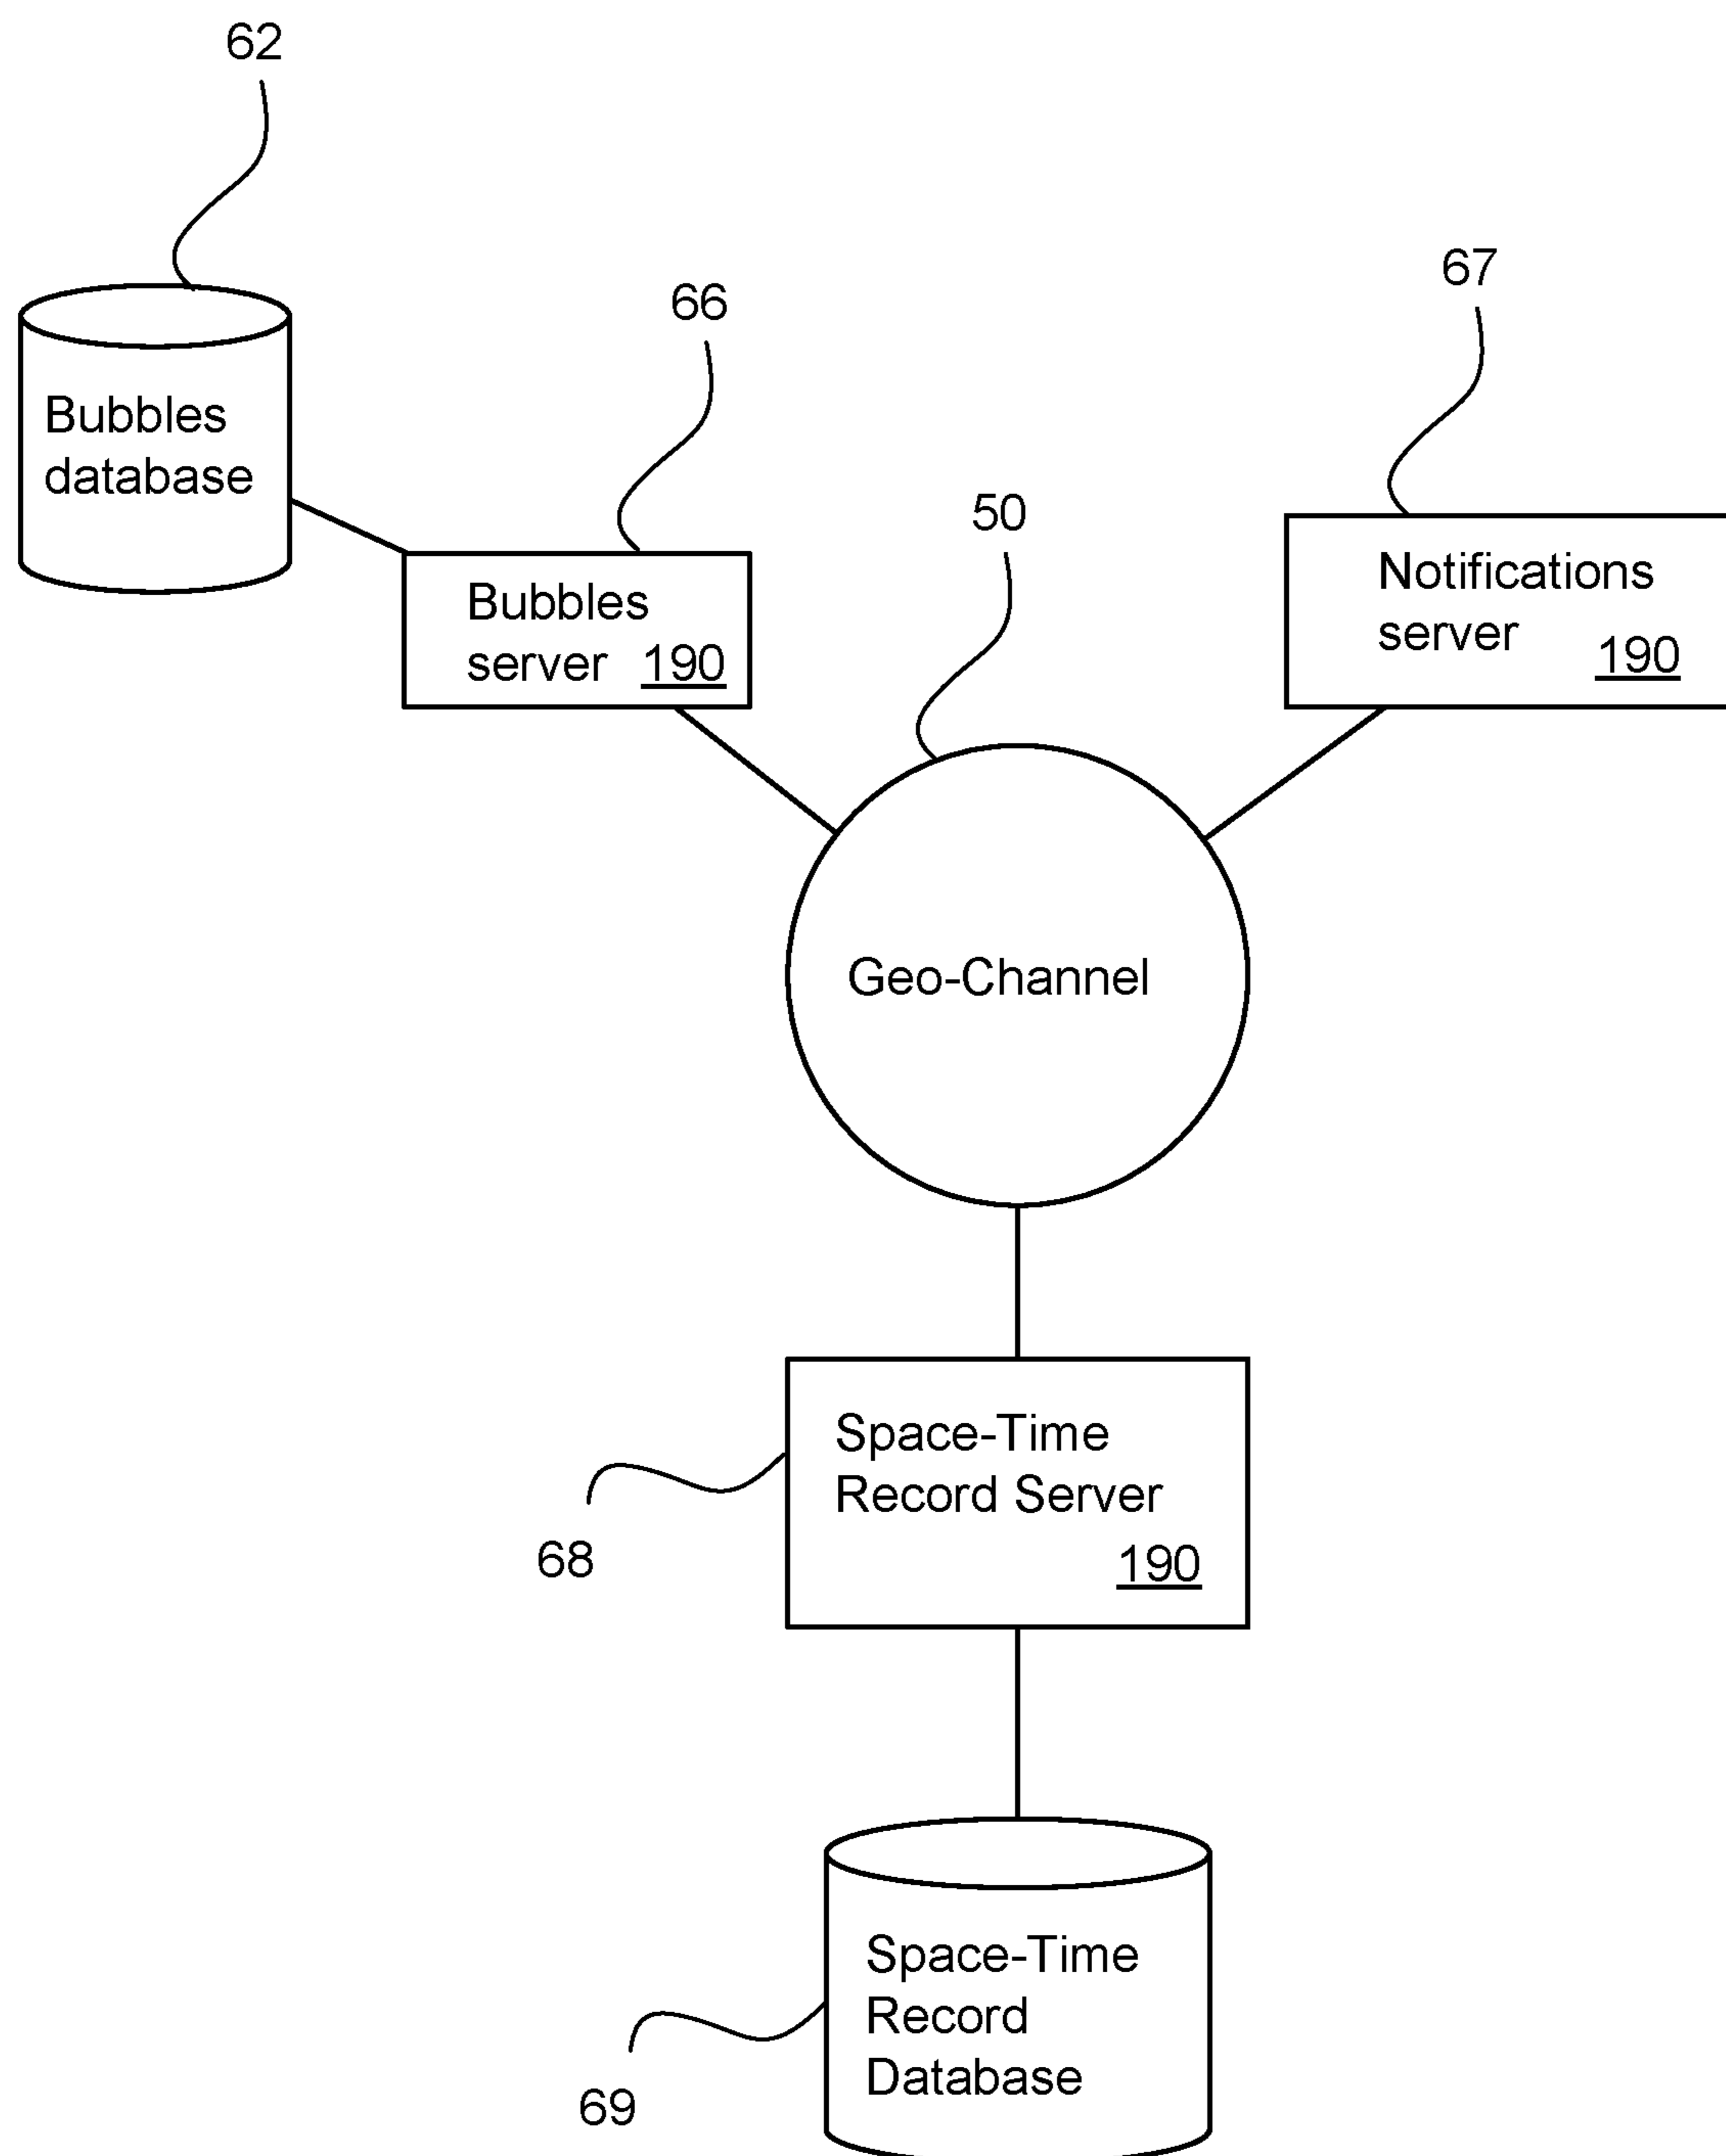 62
67
66
Bubbles
database
50
Notifications
server 190
Bubbles
server 190
Geo-Channel
Space-Time
Record Server
190
68
Space-Time
Record
Database
69